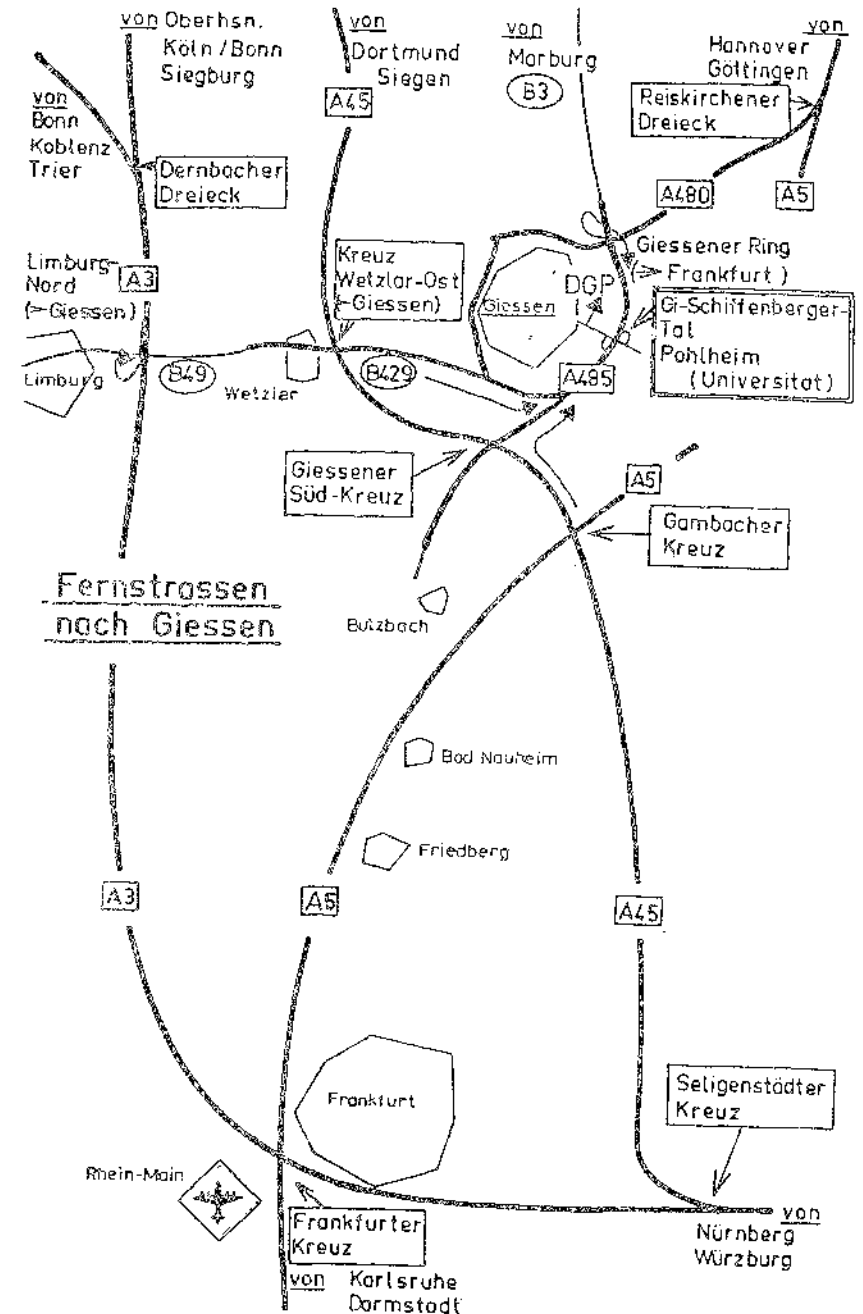 von Oberhsn.
Köln / Bonn
Siegburg
von
Dortmund
Siegen
von
Marburg
B3
von
Hannover
Göttingen
von
Bonn
Koblenz
Trier
A45
Reiskirchener
Dreieck
Dernbacher
Dreieck
A480
A5
Limburg-
Nord
(>Giessen)
A3
Kreuz
Wetzlar-Ost
(-Giessen)
Giessen
DGP
Giessener Ring
(> Frankfurt)
Gi-Schiffenberger-
Tal
Pohlheim
(Universitat)
Limburg
B49
Wetzlar
B429
A485
Giessener
Süd-Kreuz
A5
Gambacher
Kreuz
Fernstrassen
nach Giessen
Butzbach
Bad Nauheim
Friedberg
A3
A5
A45
Frankfurt
Seligenstädter
Kreuz
Rhein-Main
Frankfurter
Kreuz
von
Nürnberg
Würzburg
von Karlsruhe
Darmstadt